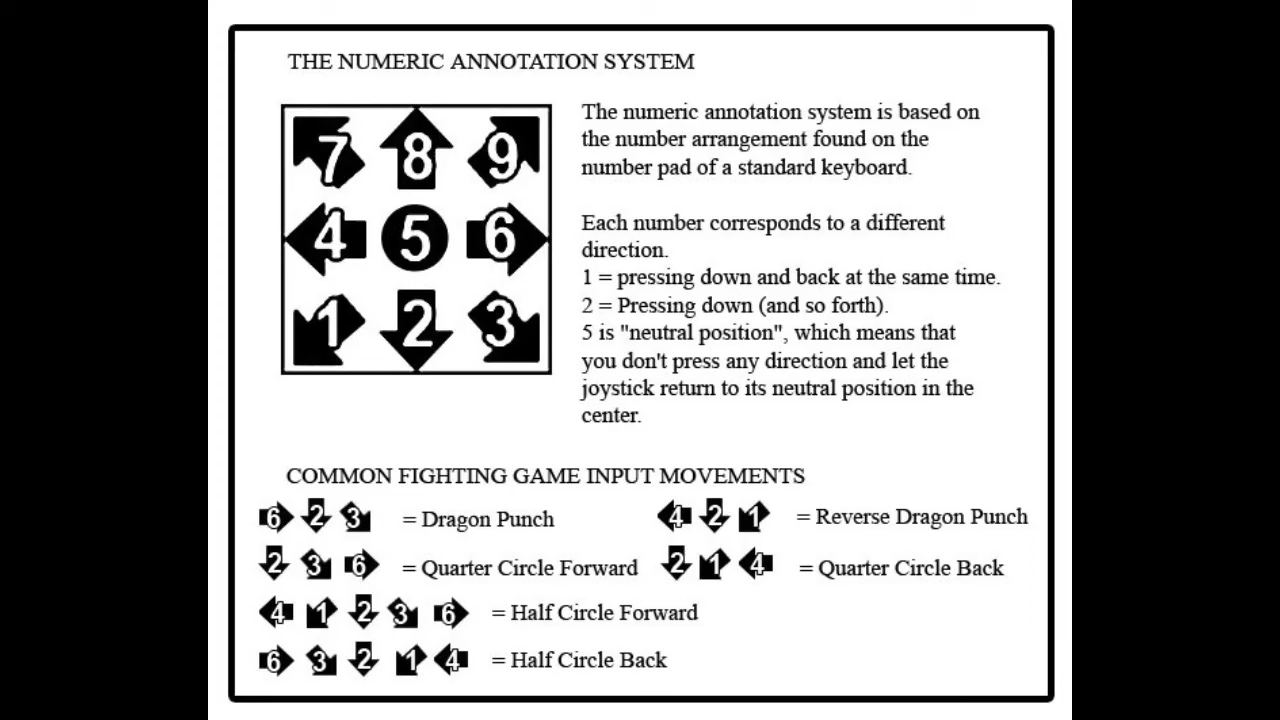 THE NUMERIC ANNOTATION SYSTEM
7 8 9
4 5 6
1 2 3
The numeric annotation system is based on
the number arrangement found on the
number pad of a standard keyboard.
Each number corresponds to a different
direction.
1 = pressing down and back at the same time.
2 = Pressing down (and so forth).
5 is "neutral position", which means that
you don't press any direction and let the
joystick return to its neutral position in the
center.
COMMON FIGHTING GAME INPUT MOVEMENTS
6 2 3 = Dragon Punch
4 2 1 = Reverse Dragon Punch
2 3 6 = Quarter Circle Forward
2 1 4 = Quarter Circle Back
4 1 2 3 6 = Half Circle Forward
6 3 2 1 4 = Half Circle Back